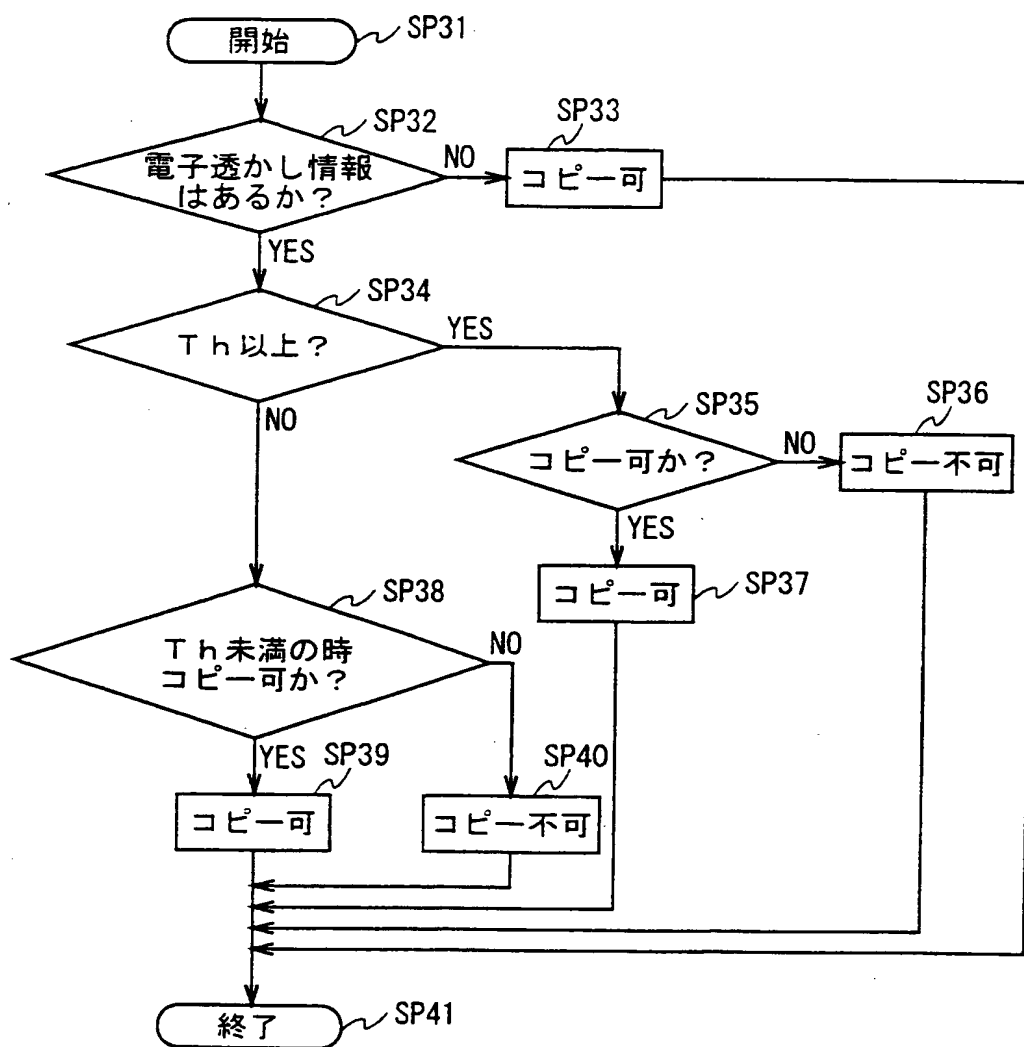 開始
SP31
SP32
電子透かし情報
はあるか？
NO
SP33
コピー可
YES
SP34
Ｔｈ以上？
YES
NO
SP35
コピー可か？
NO
SP36
コピー不可
YES
コピー可
SP37
SP38
Ｔｈ未満の時
コピー可か？
NO
YES
SP39
コピー可
SP40
コピー不可
終了
SP41